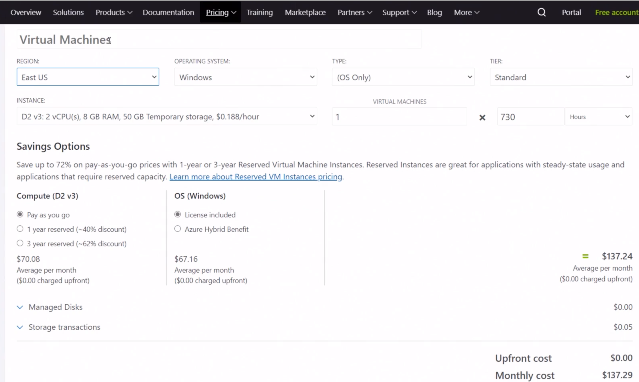 Overview Solutions Products Documentation Pricing Training Marketplace Partners Support Blog More Portal Free account
Virtual Machines
REGION: OPERATING SYSTEM: TYPE: TIER:
East US Windows (OS Only) Standard
INSTANCE: VIRTUAL MACHINES
D2 v3: 2 vCPU(s), 8 GB RAM, 50 GB Temporary storage, $0.188/hour 1 × 730 Hours
Savings Options
Save up to 72% on pay-as-you-go prices with 1-year or 3-year Reserved Virtual Machine Instances. Reserved Instances are great for applications with steady-state usage and
applications that require reserved capacity. Learn more about Reserved VM Instances pricing.
Compute (D2 v3) OS (Windows)
Pay as you go License included
1 year reserved (~40% discount) Azure Hybrid Benefit
3 year reserved (~62% discount)
$70.08 $67.16 = $137.24
Average per month Average per month Average per month
($0.00 charged upfront) ($0.00 charged upfront) ($0.00 charged upfront)
Managed Disks $0.00
Storage transactions $0.05
Upfront cost $0.00
Monthly cost $137.29